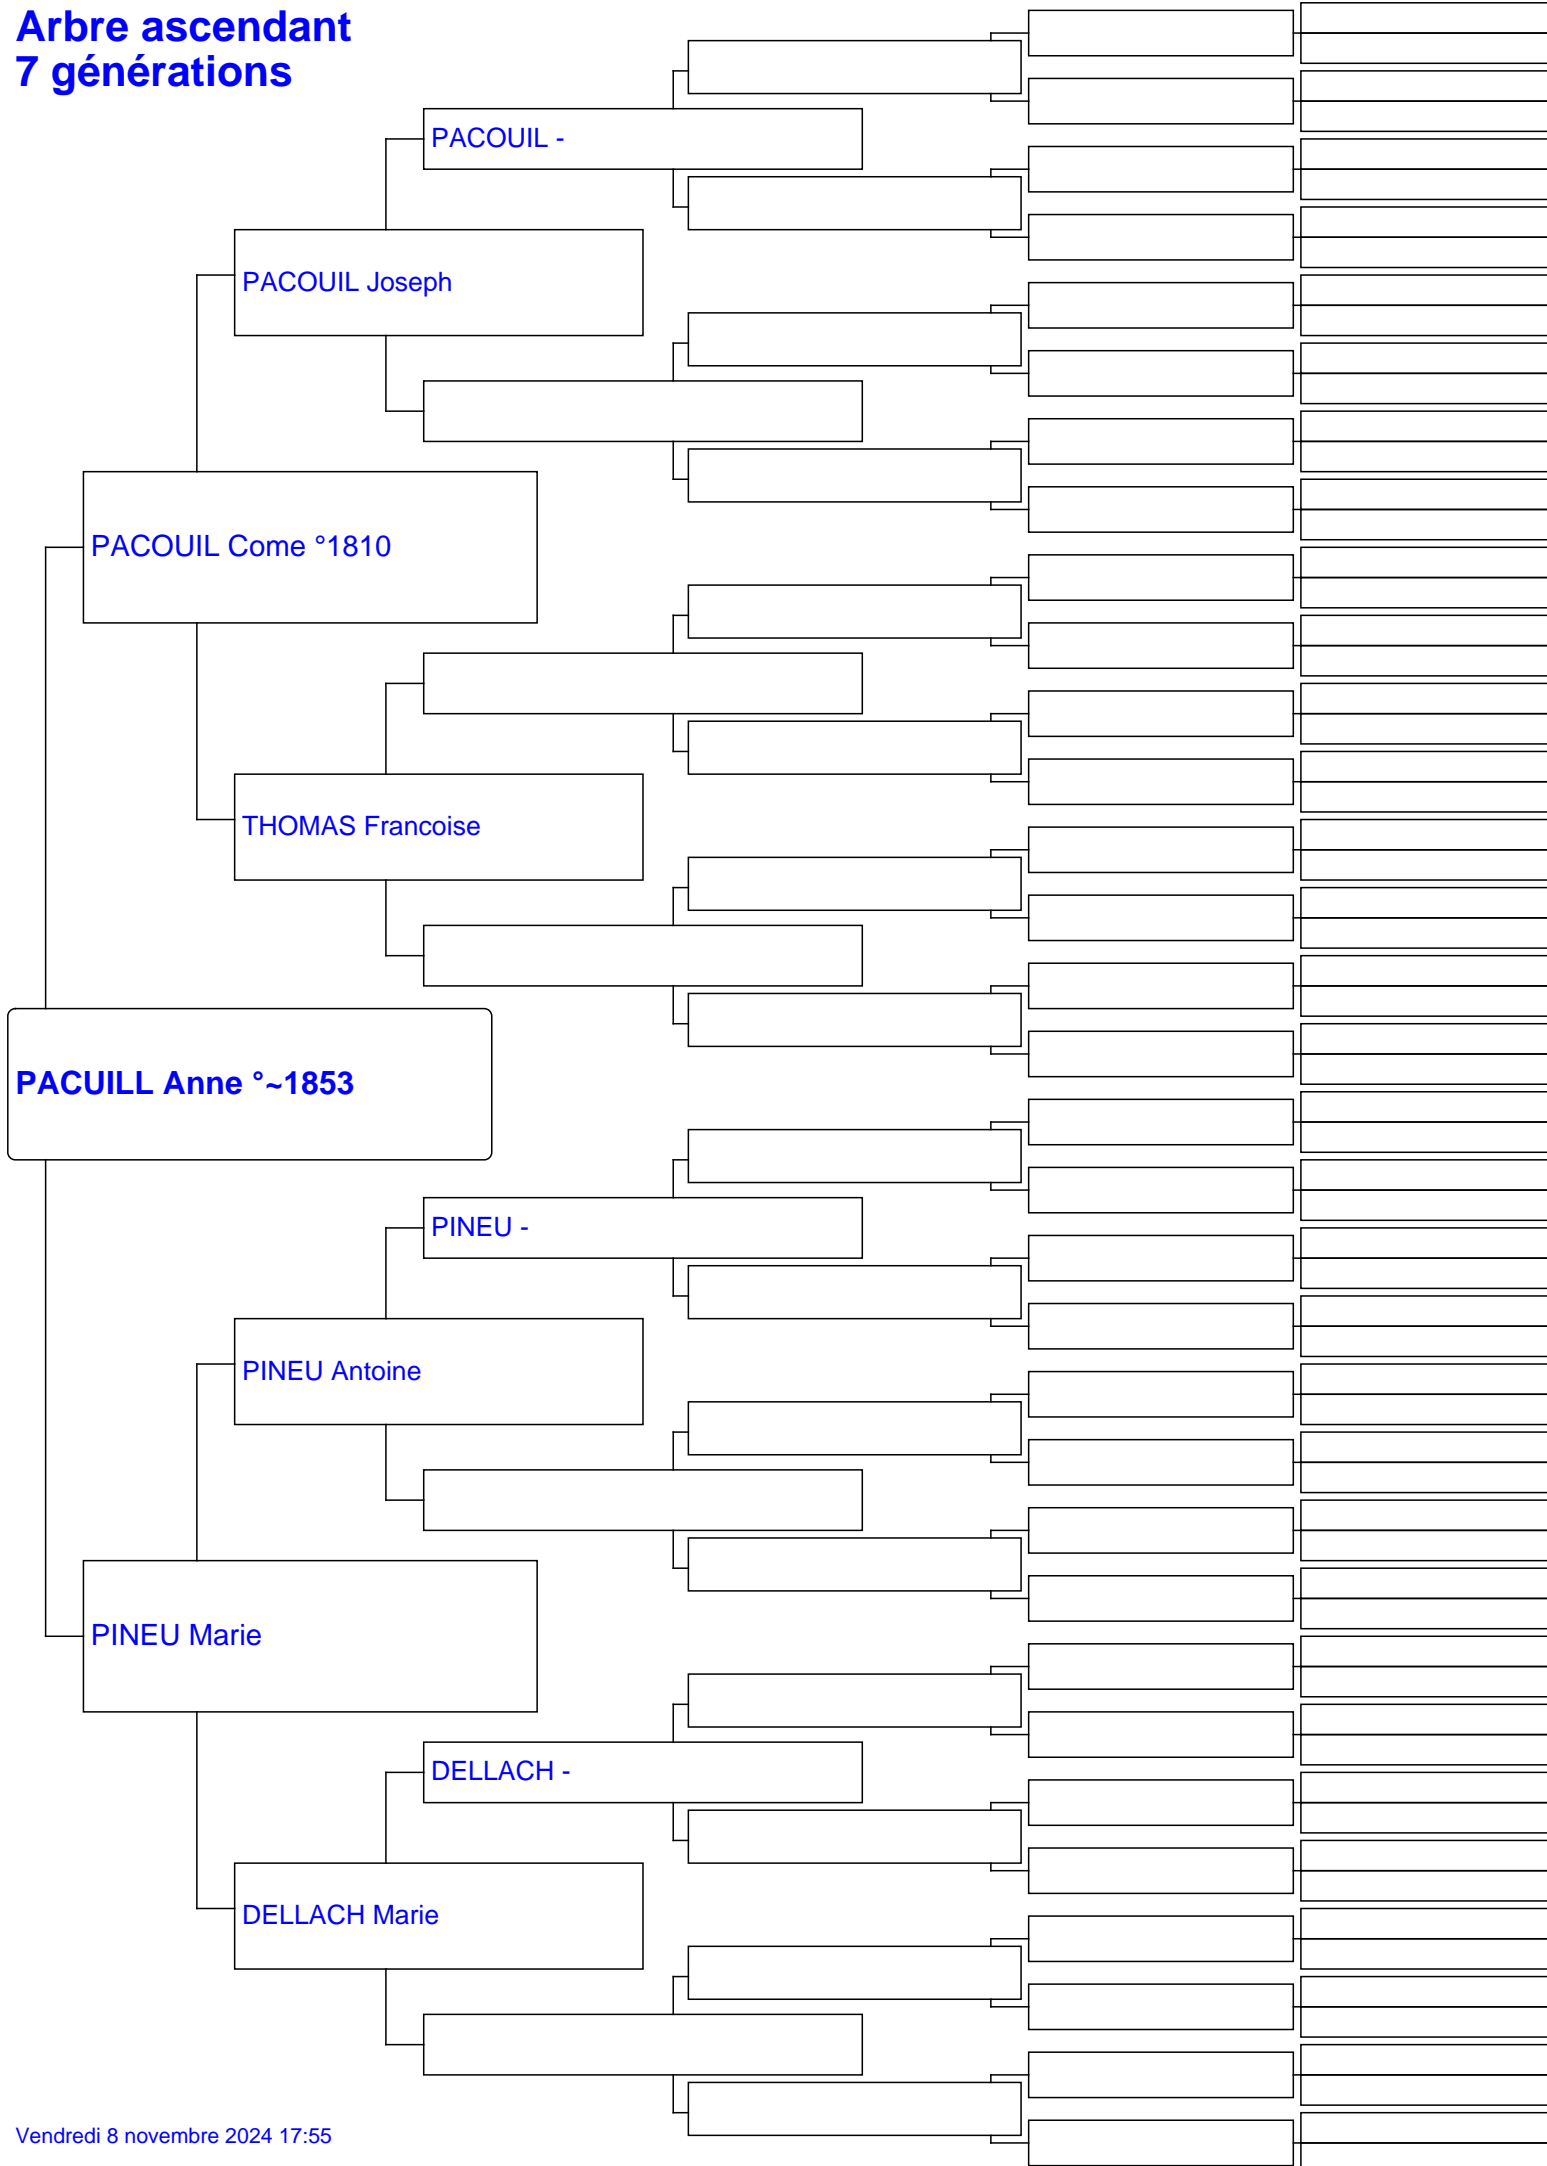 Arbre ascendant
7 générations
PACOUIL -
PACOUIL Joseph
PACOUIL Come °1810
THOMAS Francoise
PACUILL Anne °~1853
PINEU -
PINEU Antoine
PINEU Marie
DELLACH -
DELLACH Marie
Vendredi 8 novembre 2024 17:55